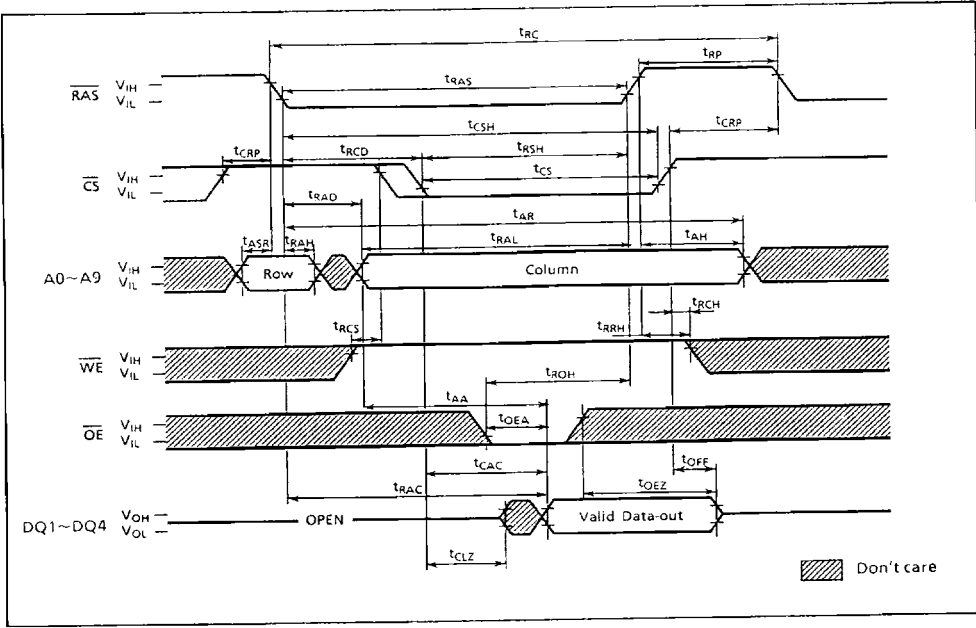 tRC
tRP
tRAS
RAS VIH
VIL
tCSH
tCRP
tCRP tRCD tRSH
tCS
CS VIH
VIL
tRAD
tAR
tASR tRAH tRAL tAH
A0~A9 VIH
VIL
Row Column
tRCH
tRCS tRRH
WE VIH
VIL
tROH
tAA
tOEA
OE VIH
VIL
tOFF
tCAC
tOEZ
tRAC
DQ1~DQ4 VOH
VOL
OPEN Valid Data-out
tCLZ
Don't care